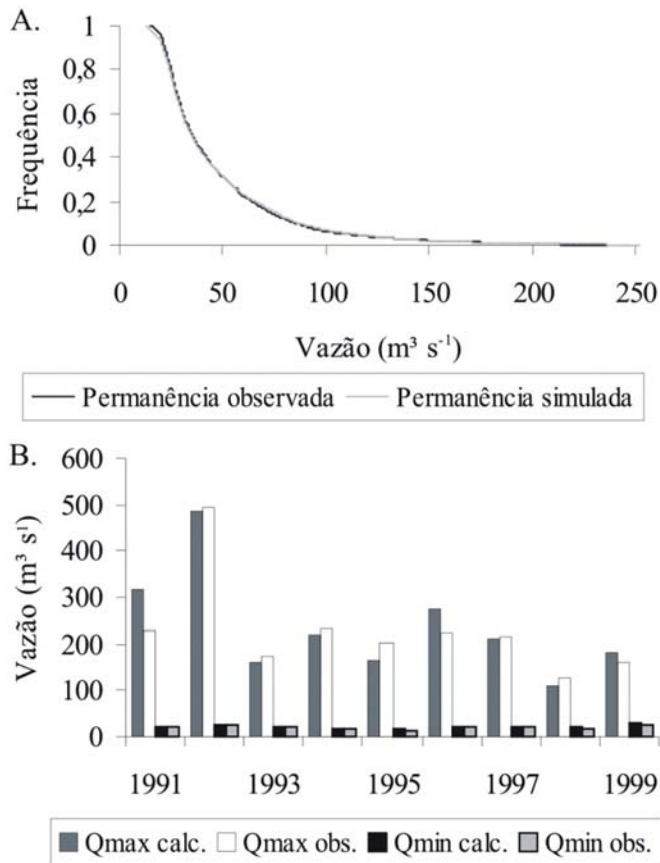 A.
1
0,8
0,6
0,4
0,2
0
Frequência
0 50 100 150 200 250
Vazão (m³ s⁻¹)
Permanência observada Permanência simulada
B.
600
500
400
300
200
100
0
Vazão (m³ s¹)
1991 1993 1995 1997 1999
Qmax calc. Qmax obs. Qmin calc. Qmin obs.